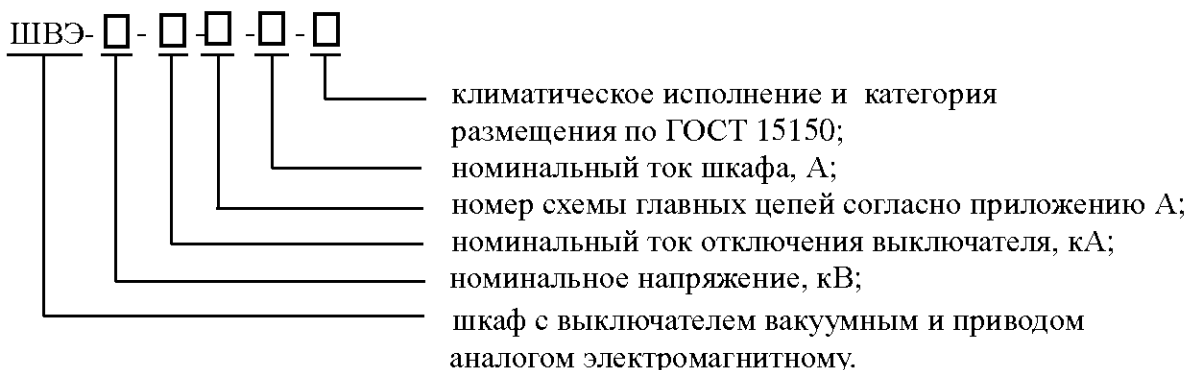 ШВЭ-□ - □ -□ -□ -□
климатическое исполнение и категория
размещения по ГОСТ 15150;
номинальный ток шкафа, А;
номер схемы главных цепей согласно приложению А;
номинальный ток отключения выключателя, кА;
номинальное напряжение, кВ;
шкаф с выключателем вакуумным и приводом
аналогом электромагнитному.